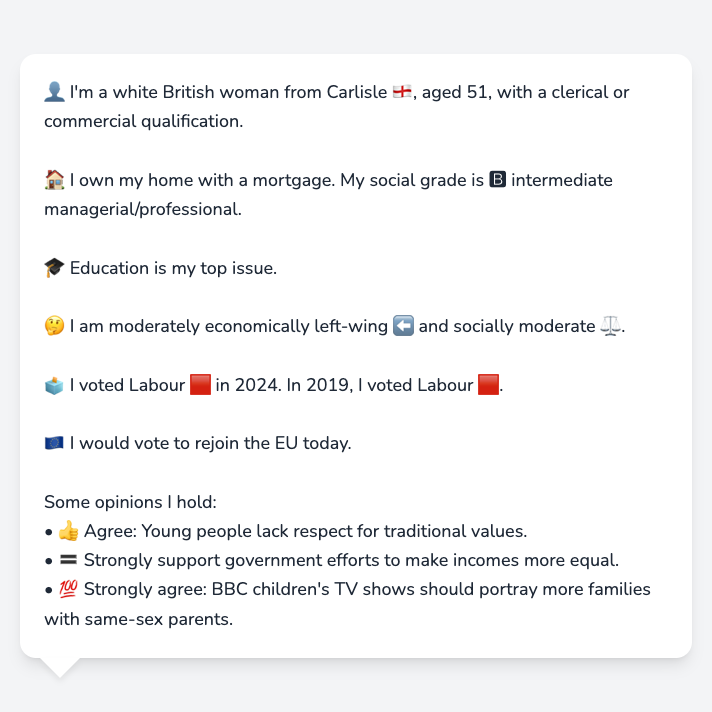 👤 I'm a white British woman from Carlisle 🏴󠁧󠁢󠁥󠁮󠁧󠁿, aged 51, with a clerical or
commercial qualification.
🏠 I own my home with a mortgage. My social grade is 🅱 intermediate
managerial/professional.
🎓 Education is my top issue.
🤔 I am moderately economically left-wing ⬅️ and socially moderate ⚖️.
🗳️ I voted Labour 🟥 in 2024. In 2019, I voted Labour 🟥.
🇪🇺 I would vote to rejoin the EU today.
Some opinions I hold:
• 👍 Agree: Young people lack respect for traditional values.
• 🟰 Strongly support government efforts to make incomes more equal.
• 💯 Strongly agree: BBC children's TV shows should portray more families
with same-sex parents.